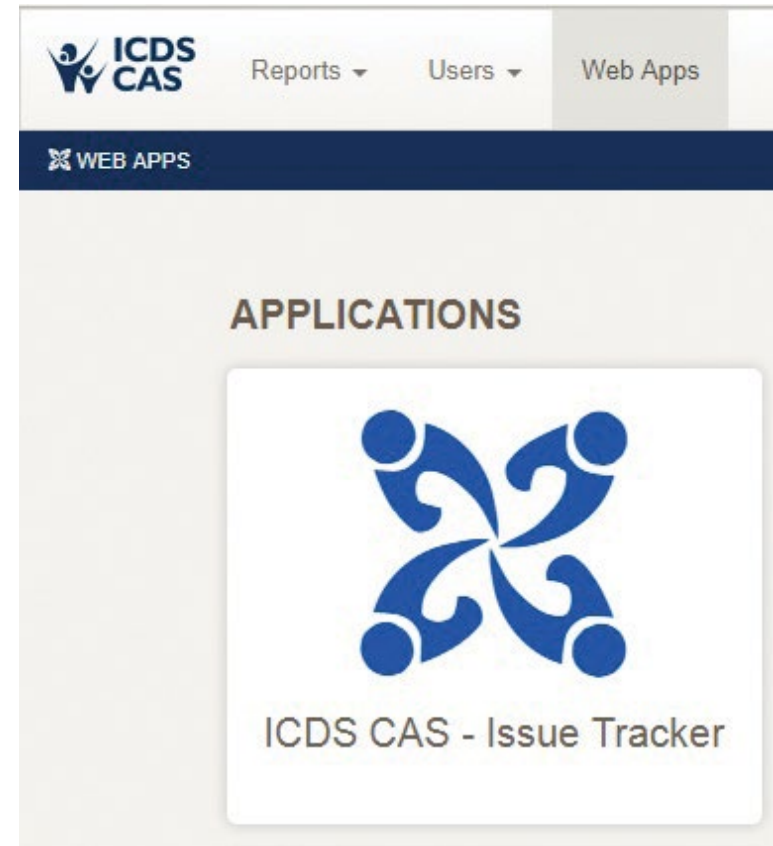 ICDS
CAS
Reports
Users
Web Apps
WEB APPS
APPLICATIONS
ICDS CAS - Issue Tracker